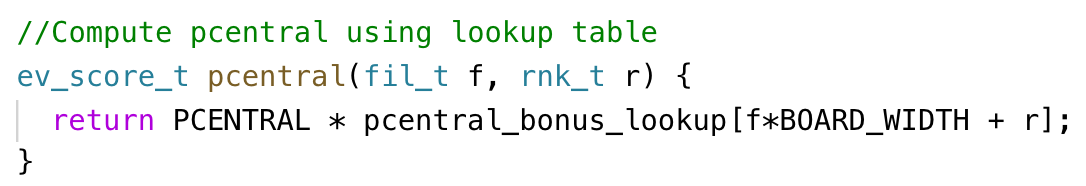 //Compute pcentral using lookup table
ev_score_t pcentral(fil_t f, rnk_t r) {
  return PCENTRAL * pcentral_bonus_lookup[f*BOARD_WIDTH + r];
}